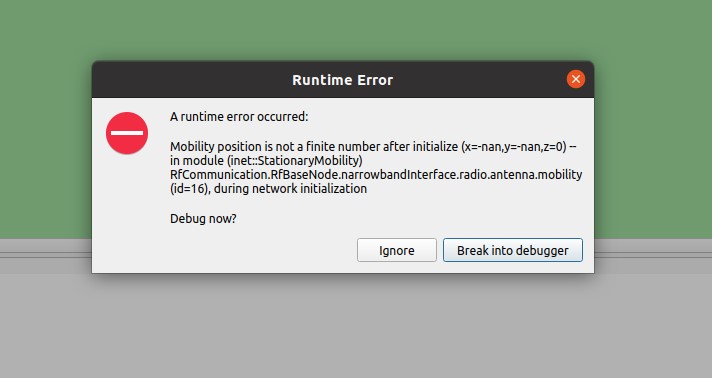 Runtime Error
A runtime error occurred:
Mobility position is not a finite number after initialize (x=-nan,y=-nan,z=0) --
in module (inet::StationaryMobility)
RfCommunication.RfBaseNode.narrowbandInterface.radio.antenna.mobility
(id=16), during network initialization
Debug now?
Ignore
Break into debugger